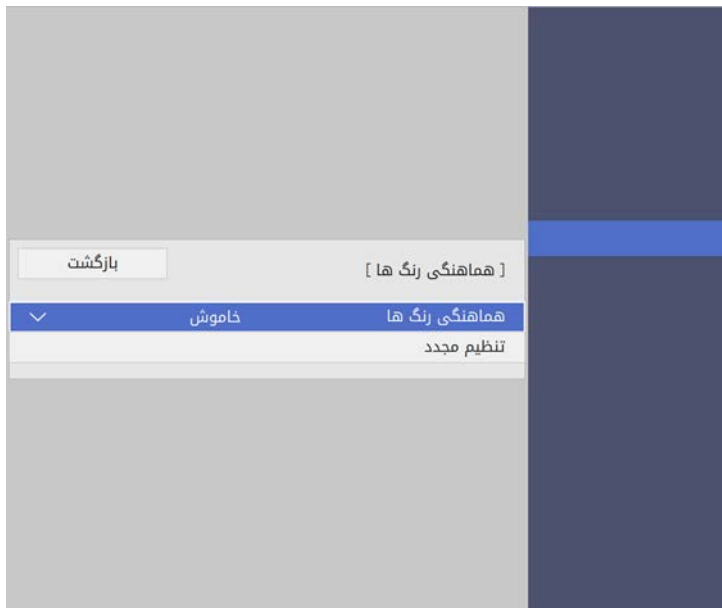 [ هماهنگی رنگ ها ]
بازگشت
هماهنگی رنگ ها خاموش
تنظیم مجدد